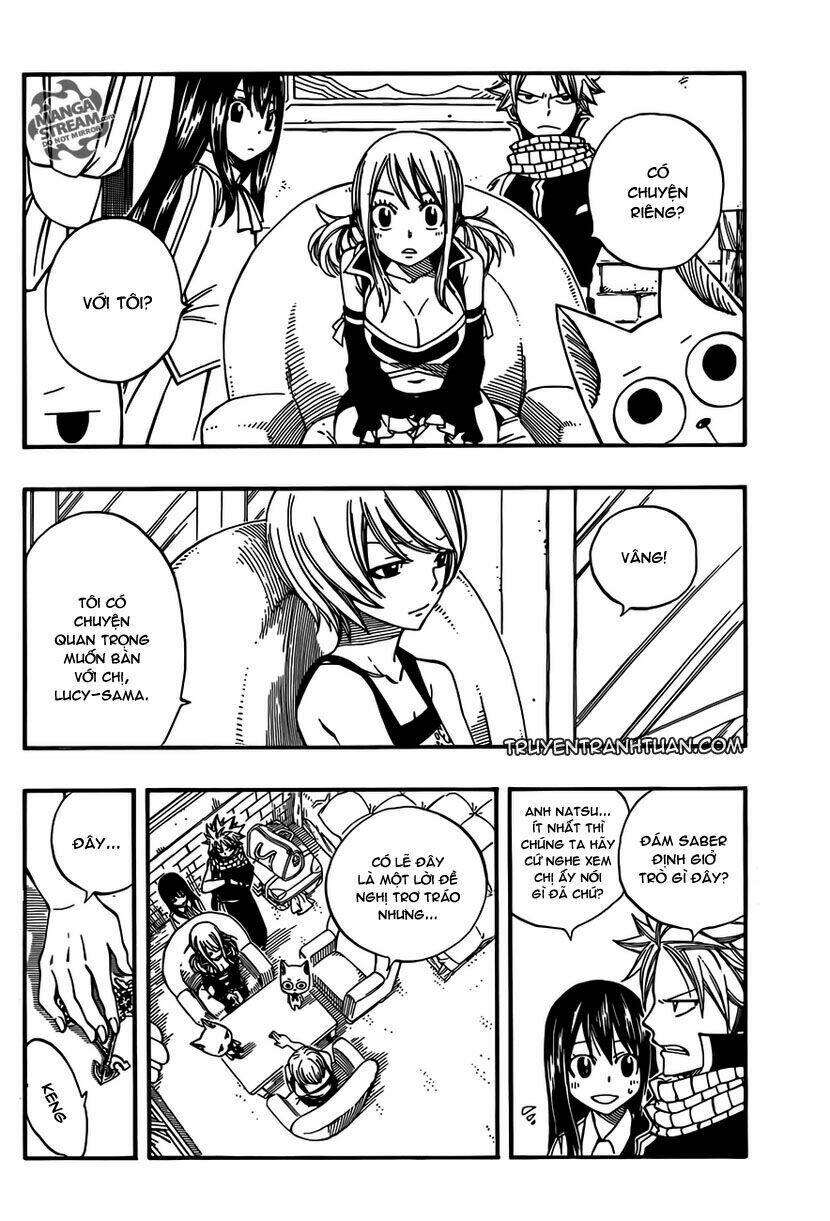 MANGA
STREAM.com
DO NOT MIRROR
CÓ
CHUYỆN
RIÊNG?
VỚI TÔI?
VÂNG!
TÔI CÓ
CHUYỆN
QUAN TRỌNG
MUỐN BÀN
VỚI CHỊ,
LUCY-SAMA.
TRUYENTRANHTUAN.COM
ĐÁM SABER
ĐỊNH GIỞ
TRÒ GÌ ĐÂY?
ANH NATSU...
ÍT NHẤT THÌ
CHÚNG TA HÃY
CỨ NGHE XEM
CHỊ ẤY NÓI
GÌ ĐÃ CHỨ?
CÓ LẼ ĐÂY
LÀ MỘT LỜI ĐỀ
NGHỊ TRƠ TRÁO
NHƯNG...
ĐÂY...
KENG